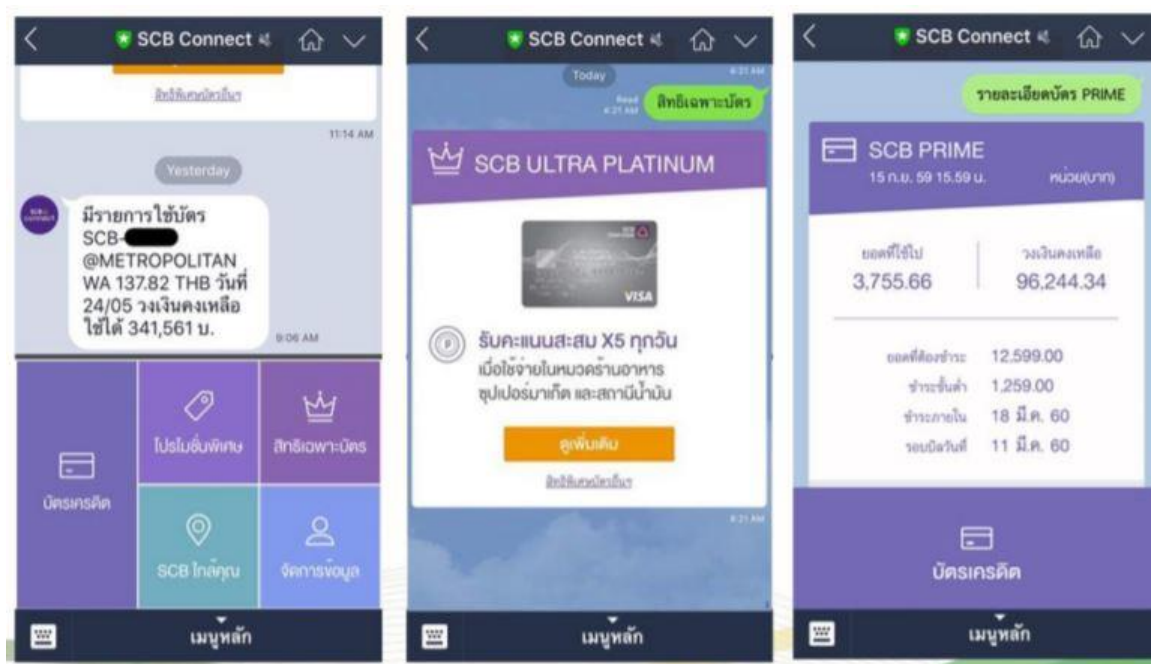 SCB Connect
สิทธิพิเศษบัตรอื่นๆ
11:14 AM
Yesterday
มีรายการใช้บัตร
SCB-
@METROPOLITAN
WA 137.82 THB วันที่
24/05 วงเงินคงเหลือ
ใช้ได้ 341,561 บ.
9:06 AM
บัตรเครดิต
โปรโมชั่นพิเศษ
สิทธิเฉพาะบัตร
SCB ใกล้คุณ
จัดการข้อมูล
เมนูหลัก
SCB Connect
Today
Read
สิทธิเฉพาะบัตร
SCB ULTRA PLATINUM
VISA
รับคะแนนสะสม X5 ทุกวัน
เมื่อใช้จ่ายในหมวดร้านอาหาร
ซุปเปอร์มาเก็ต และสถานีน้ำมัน
ดูเพิ่มเติม
สิทธิพิเศษบัตรอื่นๆ
เมนูหลัก
SCB Connect
รายละเอียดบัตร PRIME
SCB PRIME
15 ก.ย. 59 15.59 น. หน่วย(บาท)
ยอดที่ใช้ไป วงเงินคงเหลือ
3,755.66 96,244.34
ยอดที่ต้องชำระ 12.599.00
ชำระขั้นต่ำ 1.259.00
ชำระภายใน 18 มี.ค. 60
รอบบิลวันที่ 11 มี.ค. 60
บัตรเครดิต
เมนูหลัก